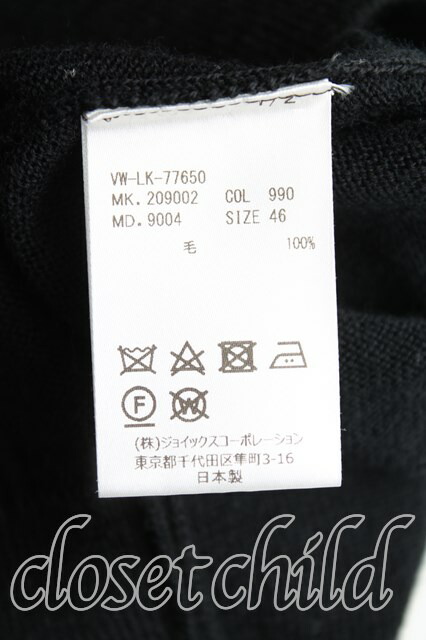 1/2
VW-LK-77650
MK. 209002 COL 990
MD. 9004 SIZE 46
毛 100%
F
W
(株)ジョイックスコーポレーション
東京都千代田区隼町3-16
日本製
closet child